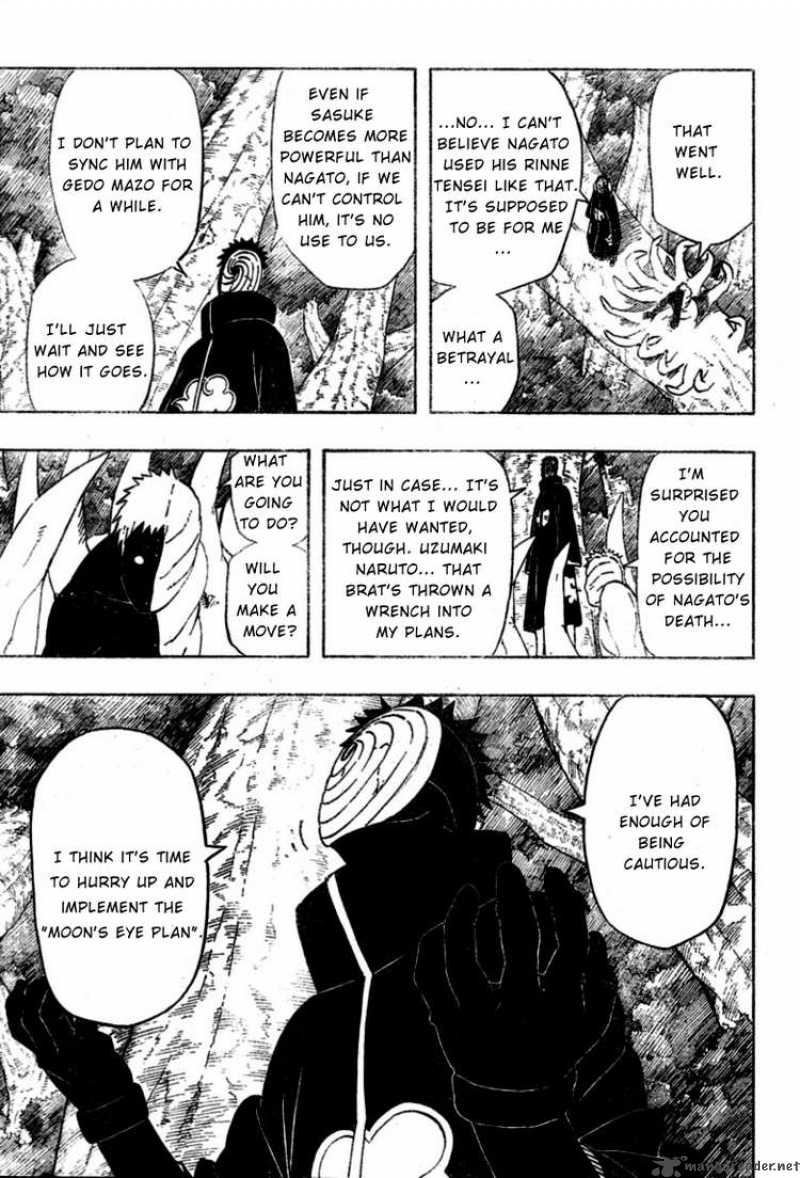 THAT
WENT
WELL.
...NO... I CAN'T
BELIEVE NAGATO
USED HIS RINNE
TENSEI LIKE THAT.
IT'S SUPPOSED
TO BE FOR ME
...
WHAT A
BETRAYAL
...
EVEN IF
SASUKE
BECOMES MORE
POWERFUL THAN
NAGATO, IF WE
CAN'T CONTROL
HIM, IT'S NO
USE TO US.
I DON'T PLAN TO
SYNC HIM WITH
GEDO MAZO FOR
A WHILE.
I'LL JUST
WAIT AND SEE
HOW IT GOES.
I'M
SURPRISED
YOU
ACCOUNTED
FOR THE
POSSIBILITY
OF NAGATO'S
DEATH...
JUST IN CASE... IT'S
NOT WHAT I WOULD
HAVE WANTED,
THOUGH. UZUMAKI
NARUTO... THAT
BRAT'S THROWN A
WRENCH INTO
MY PLANS.
WHAT
ARE YOU
GOING
TO DO?
WILL
YOU
MAKE A
MOVE?
I'VE HAD
ENOUGH OF
BEING
CAUTIOUS.
I THINK IT'S TIME
TO HURRY UP AND
IMPLEMENT THE
"MOON'S EYE PLAN".
mangareader.net